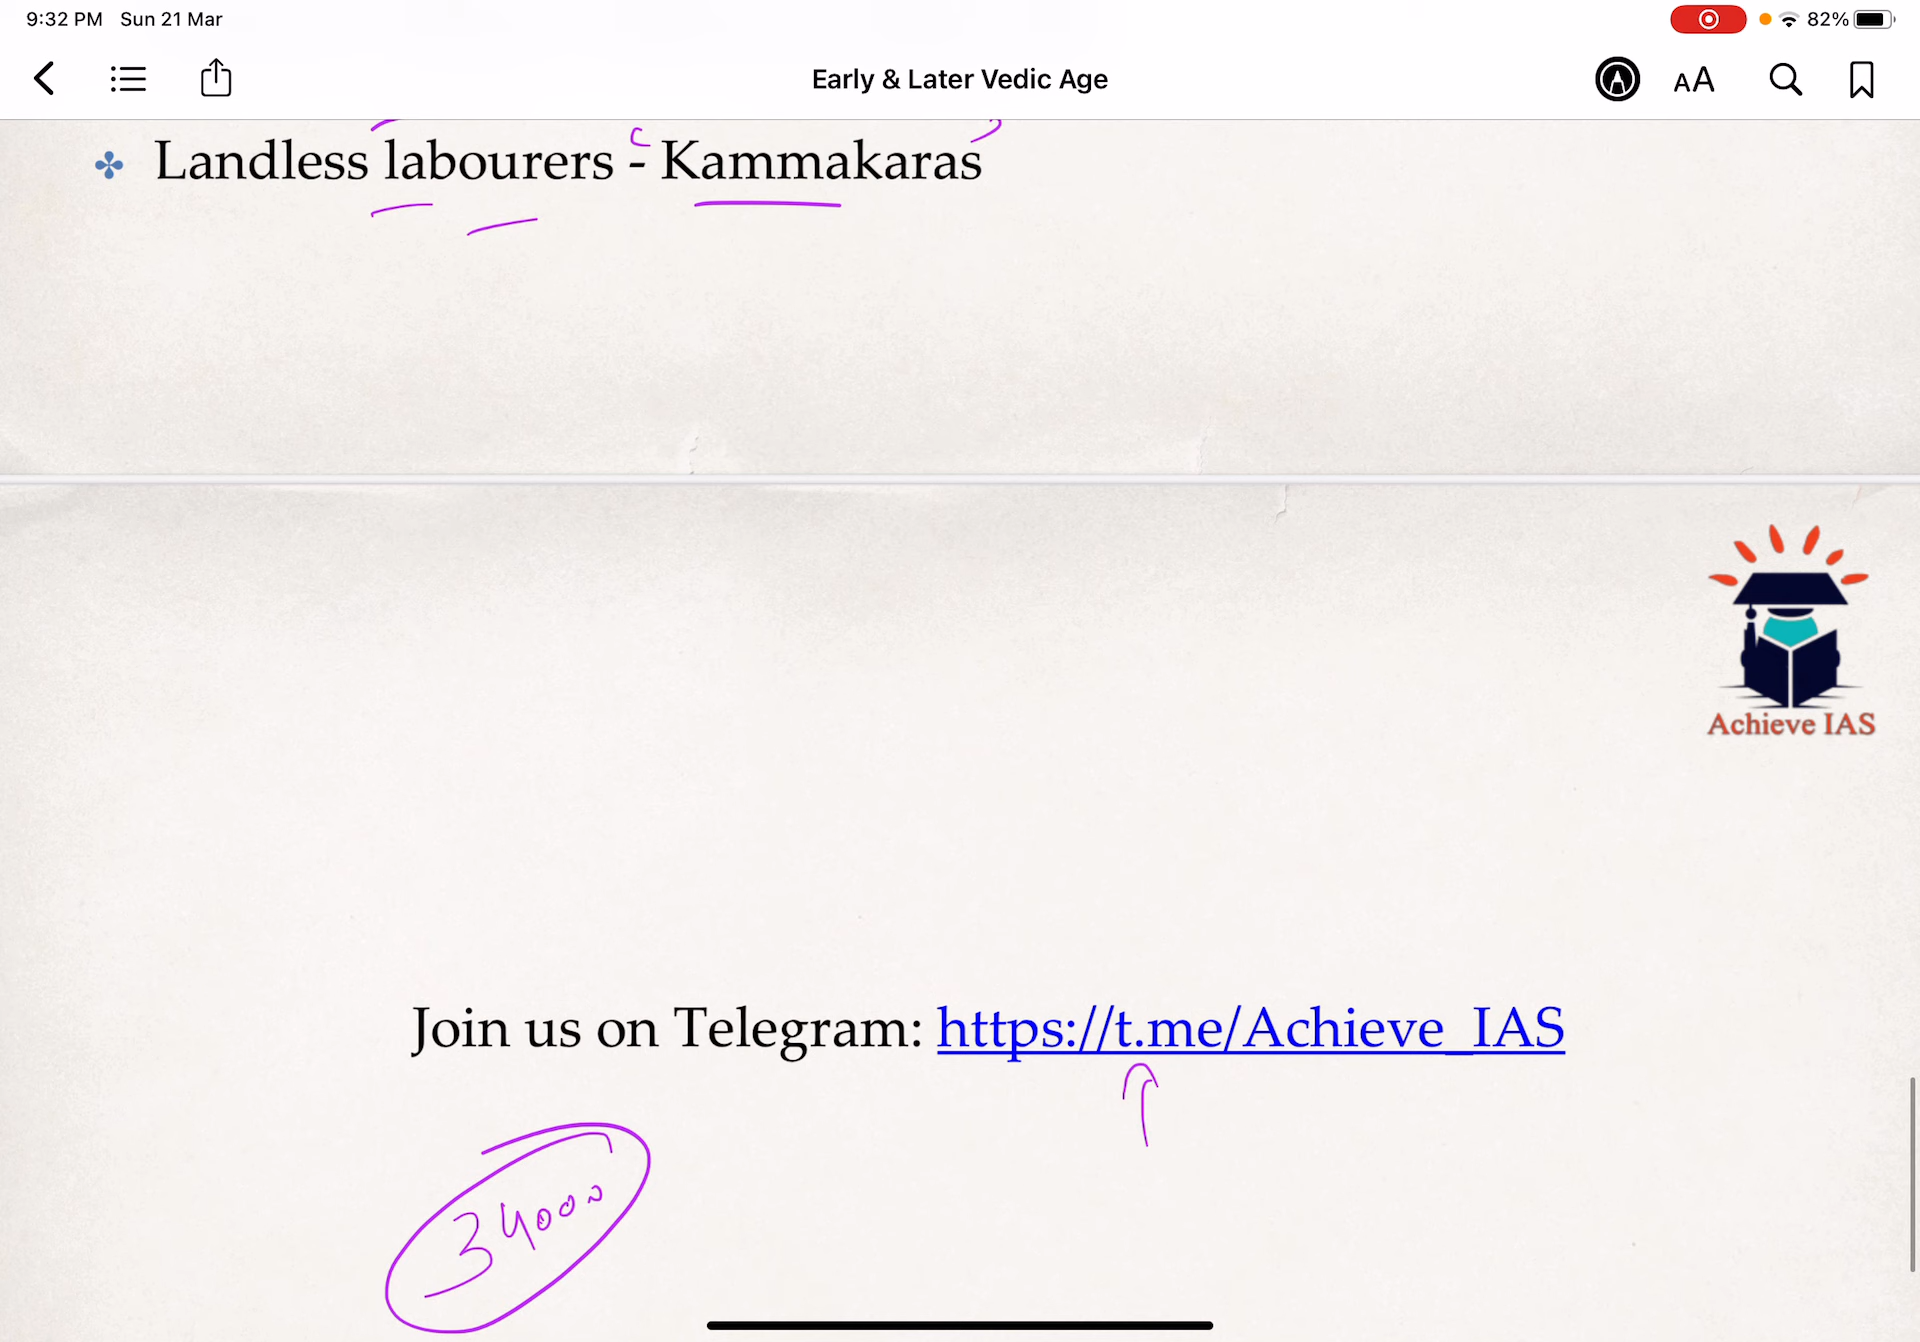 9:32 PM Sun 21 Mar
82%
Early & Later Vedic Age
AA
Landless labourers - Kammakaras
Achieve IAS
Join us on Telegram: https://t.me/Achieve_IAS
34000